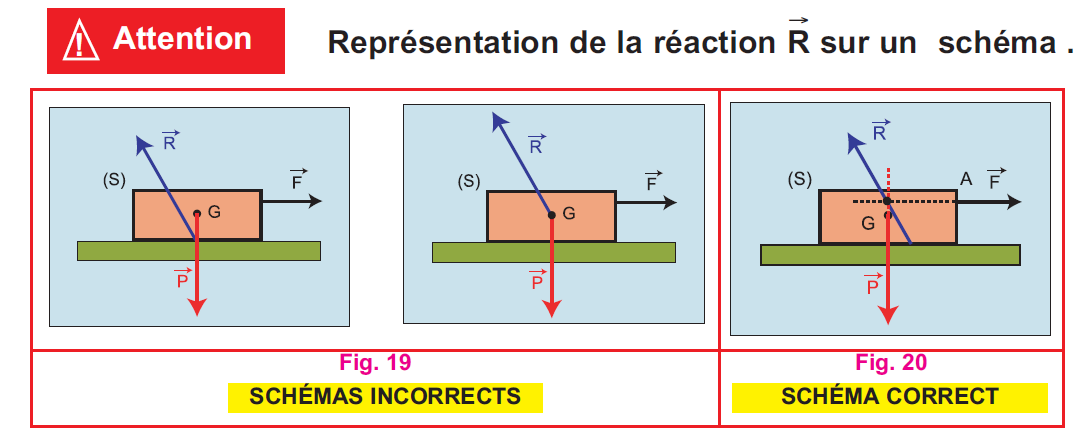 ! Attention
Représentation de la réaction R sur un schéma .
R
(S)
F
G
P
R
(S)
F
G
P
R
(S)
A
F
G
P
Fig. 19
SCHÉMAS INCORRECTS
Fig. 20
SCHÉMA CORRECT